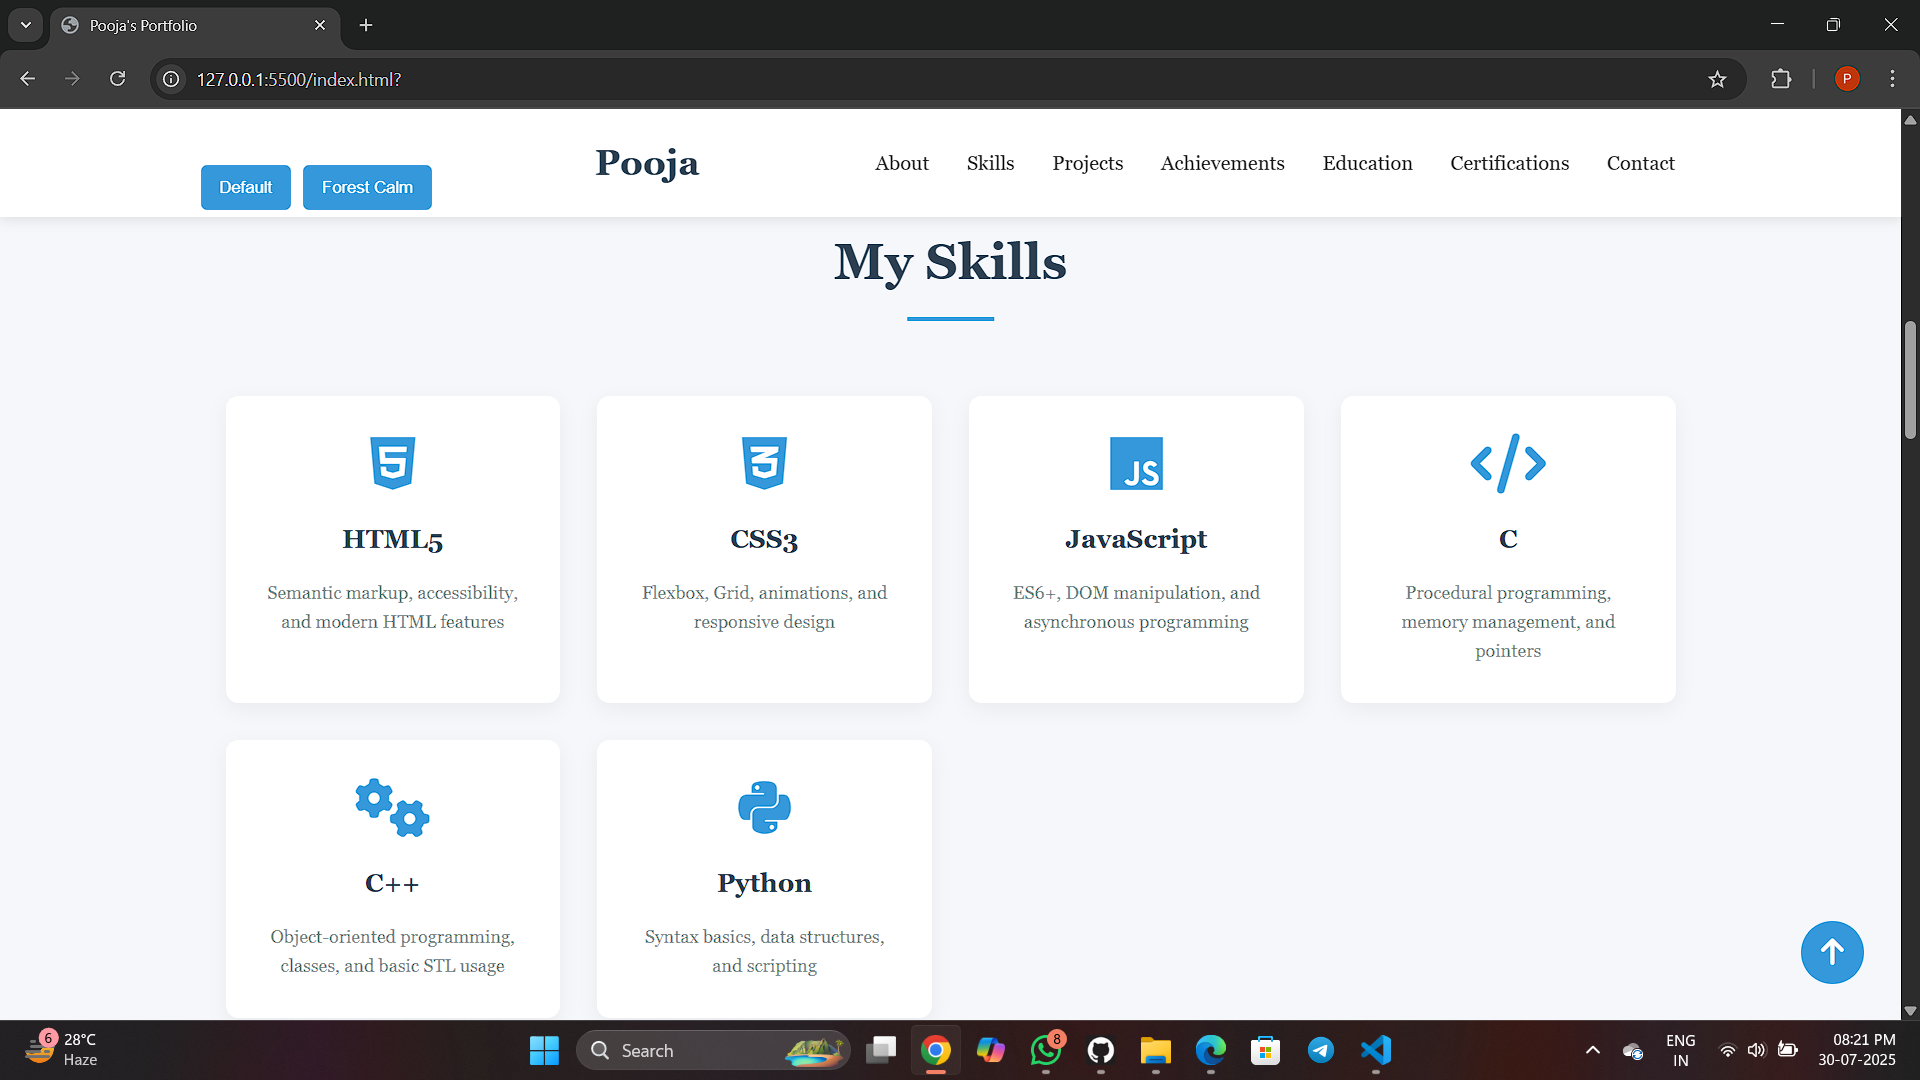 Pooja's Portfolio
127.0.0.1:5500/index.html?
P
Default
Forest Calm
Pooja
About
Skills
Projects
Achievements
Education
Certifications
Contact
My Skills
5
HTML5
Semantic markup, accessibility,
and modern HTML features
3
CSS3
Flexbox, Grid, animations, and
responsive design
JS
JavaScript
ES6+, DOM manipulation, and
asynchronous programming
</>
C
Procedural programming,
memory management, and
pointers
C++
Object-oriented programming,
classes, and basic STL usage
Python
Syntax basics, data structures,
and scripting
6
28°C
Haze
Search
8
ENG
IN
08:21 PM
30-07-2025